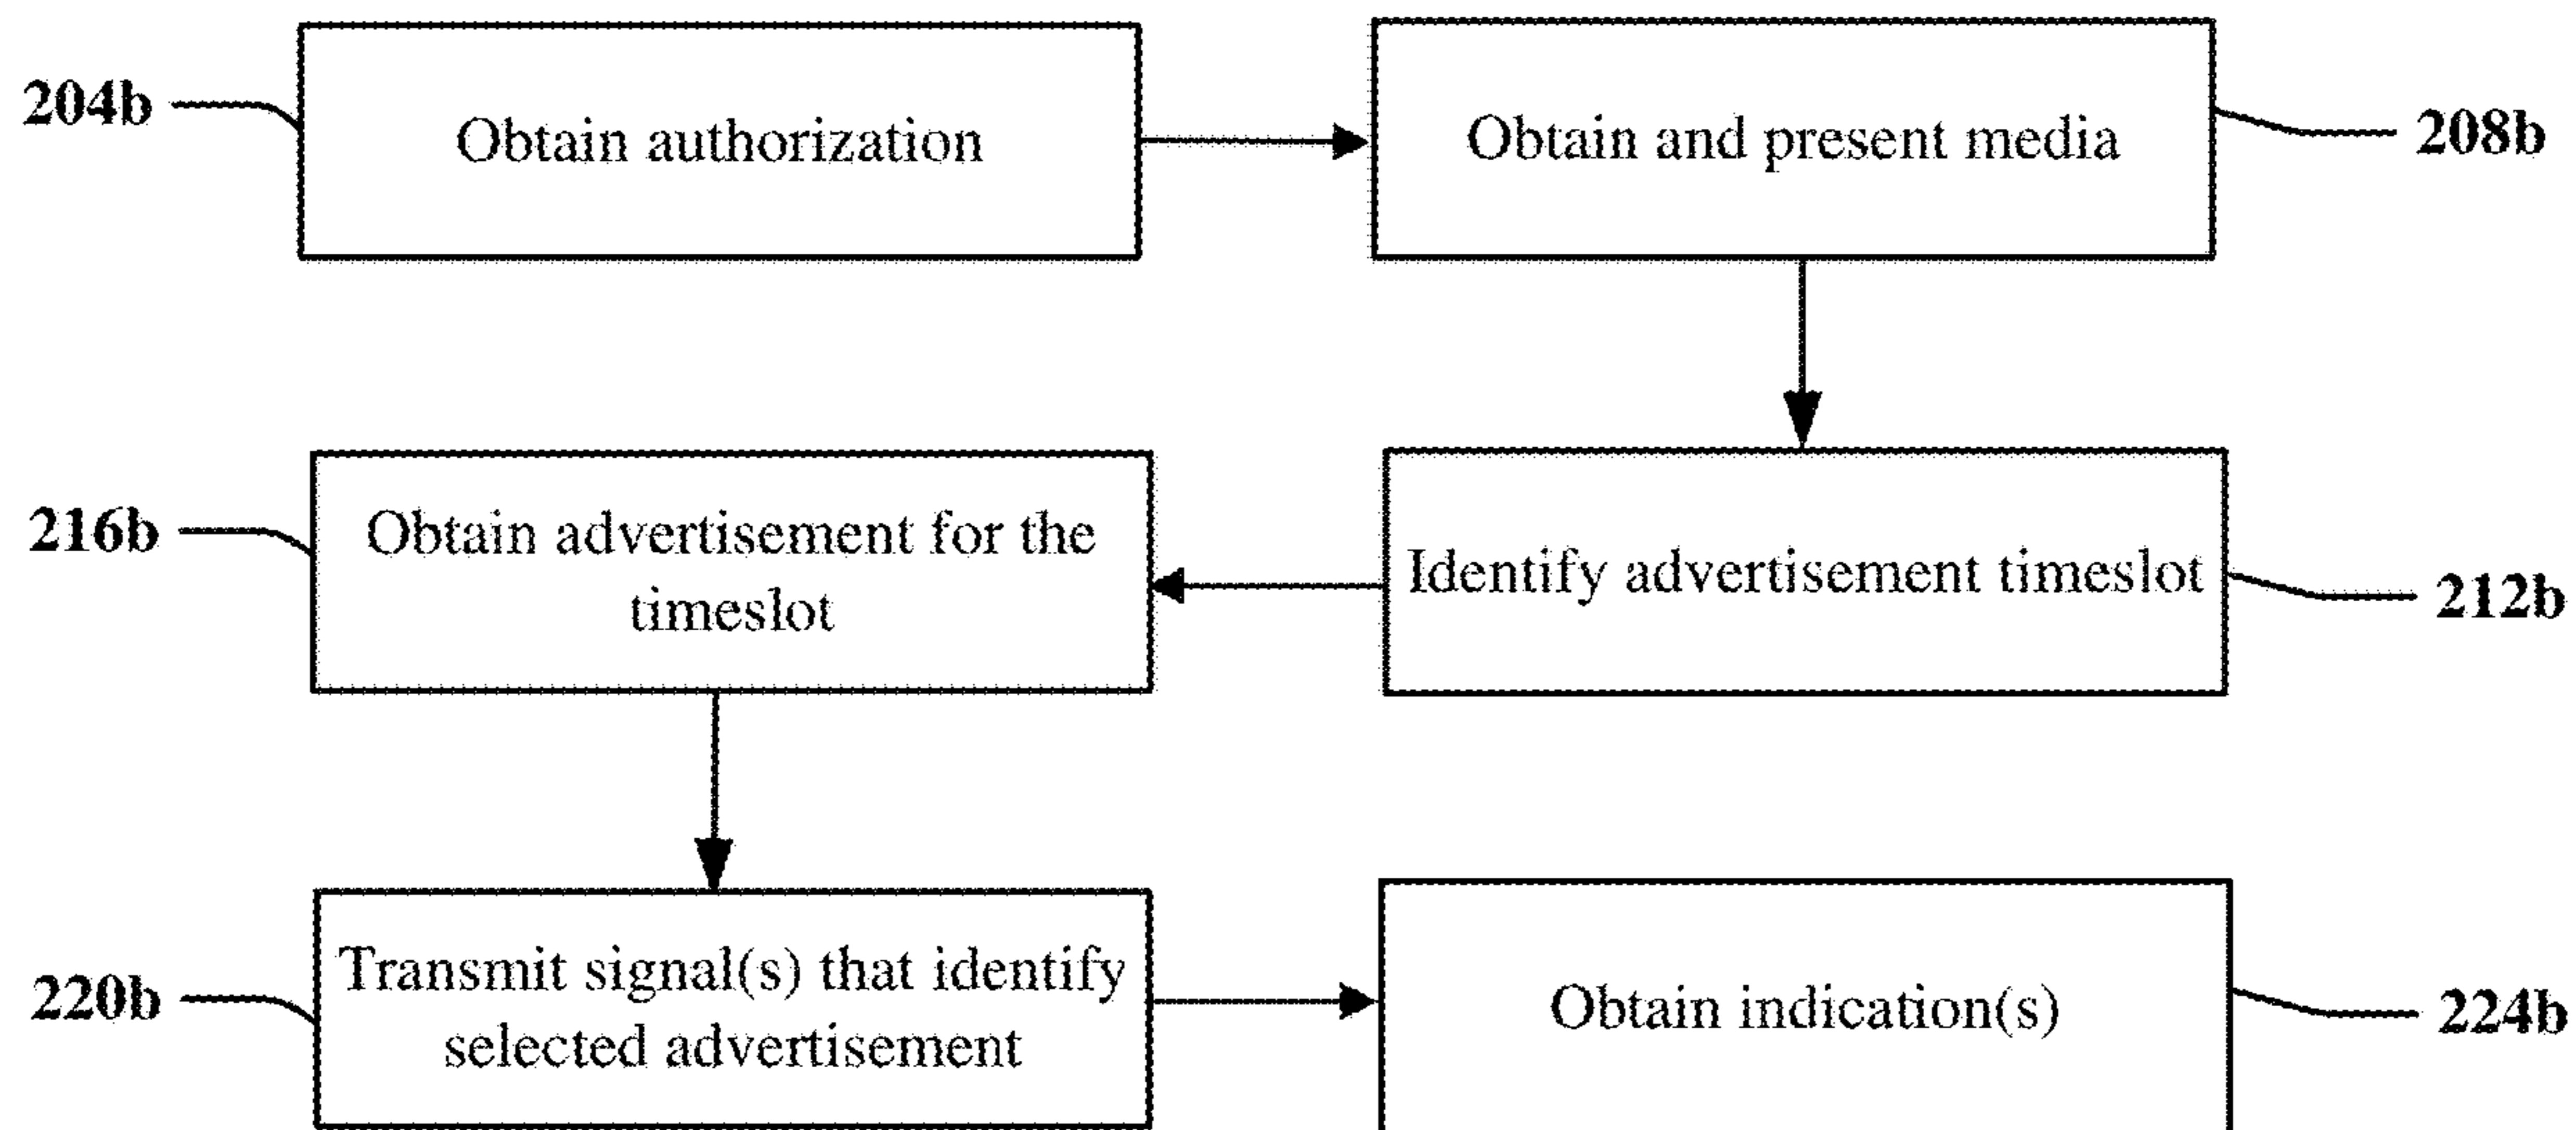 204b
Obtain authorization
Obtain and present media
208b
216b
Obtain advertisement for the
timeslot
Identify advertisement timeslot
212b
220b
Transmit signal(s) that identify
selected advertisement
Obtain indication(s)
224b